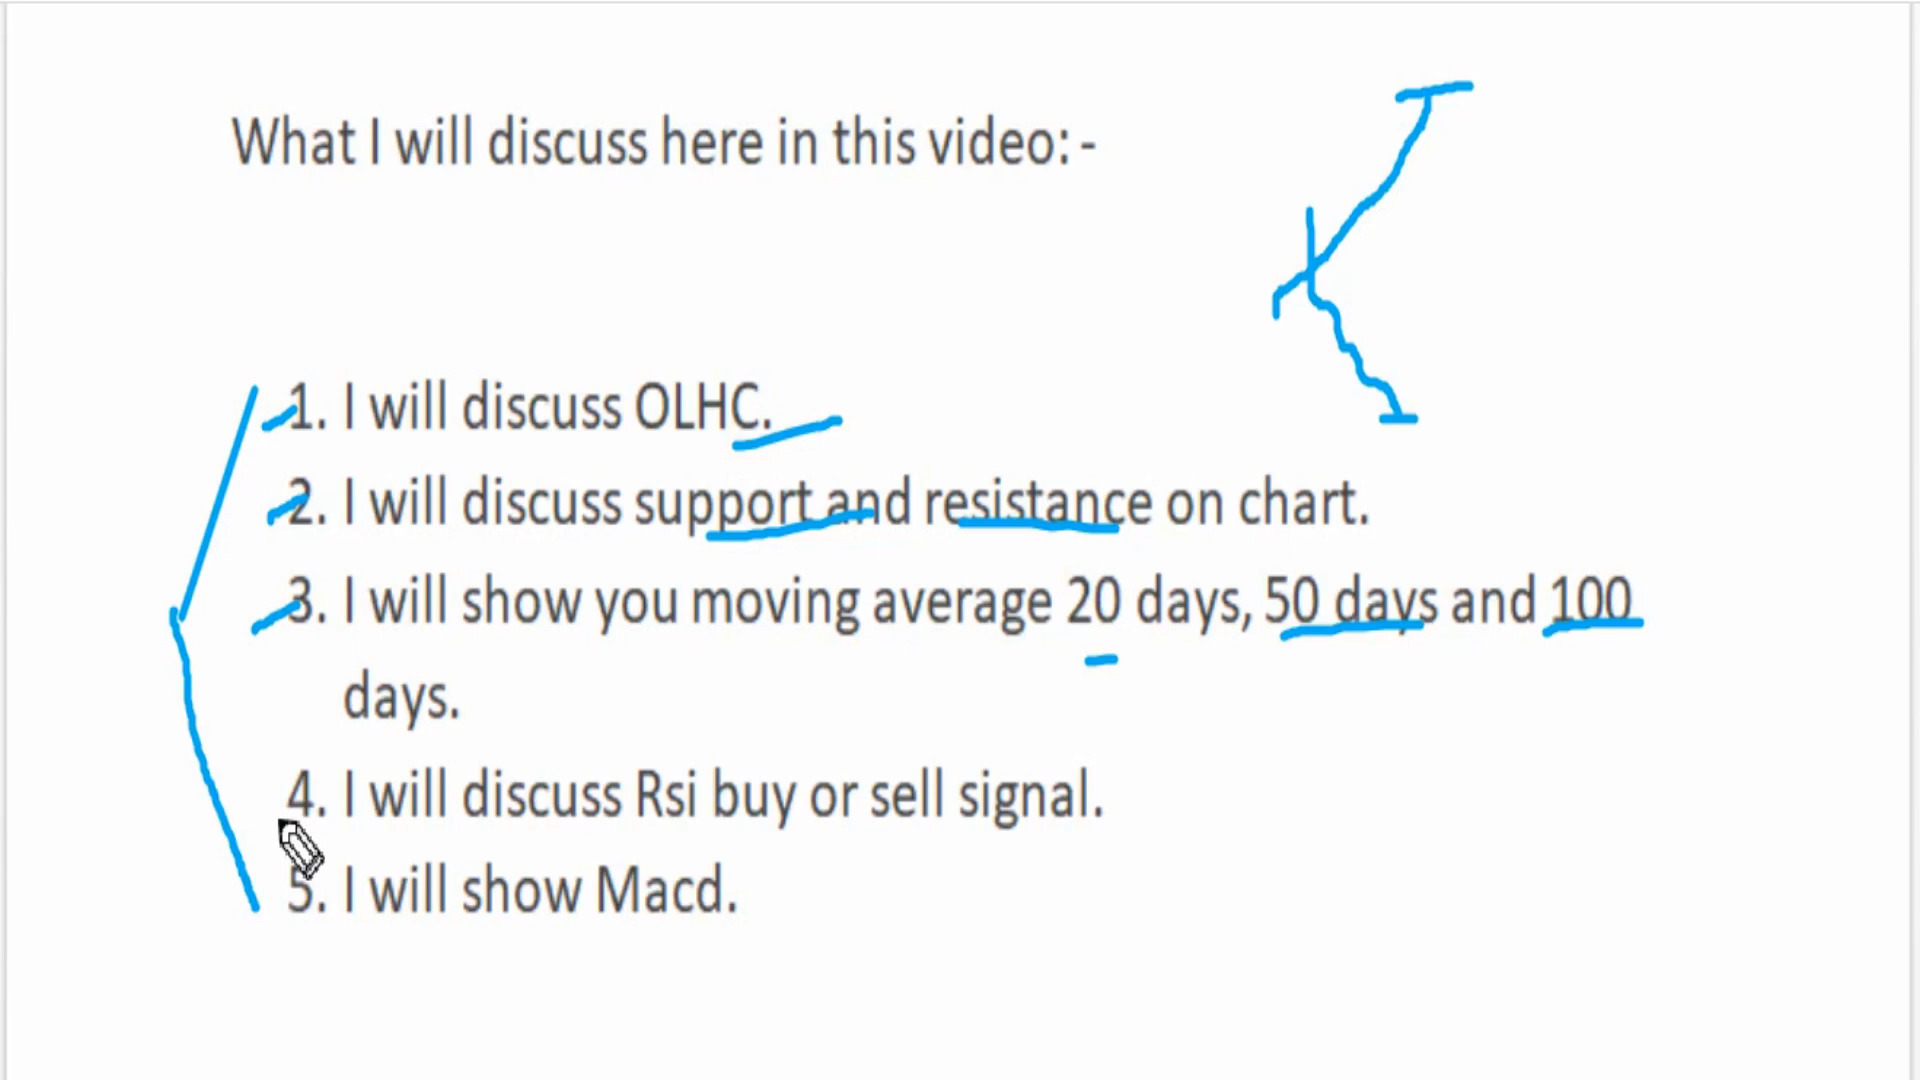 What I will discuss here in this video: -
1. I will discuss OLHC.
2. I will discuss support and resistance on chart.
3. I will show you moving average 20 days, 50 days and 100
days.
4. I will discuss Rsi buy or sell signal.
5. I will show Macd.